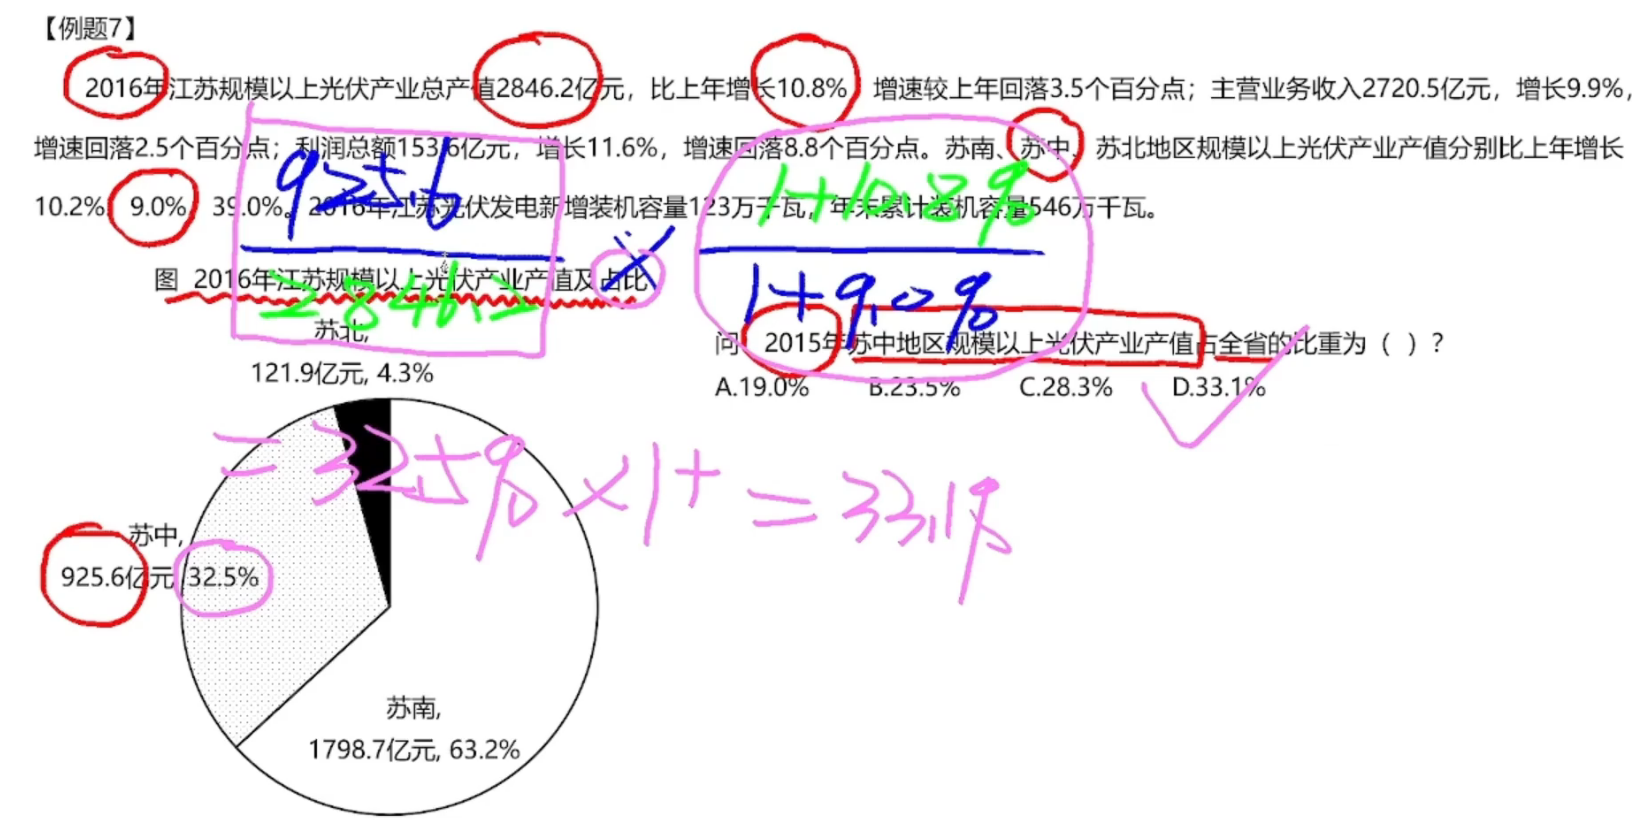 【例题7】
2016年江苏规模以上光伏产业总产值2846.2亿元，比上年增长10.8%，增速较上年回落3.5个百分点；主营业务收入2720.5亿元，增长9.9%，
增速回落2.5个百分点；利润总额153.6亿元，增长11.6%，增速回落8.8个百分点。苏南、苏中、苏北地区规模以上光伏产业产值分别比上年增长
10.2%、9.0%、39.0%。2016年江苏光伏发电新增装机容量123万千瓦，年末累计装机容量546万千瓦。
925.6
2846.2
×
1+10.8%
1+9.0%
图 2016年江苏规模以上光伏产业产值及占比
苏北,
121.9亿元, 4.3%
问：2015年苏中地区规模以上光伏产业产值占全省的比重为（ ）？
A.19.0% B.23.5% C.28.3% D.33.1%
= 32.5% × 1+ = 33.1%
苏中,
925.6亿元, 32.5%
苏南,
1798.7亿元, 63.2%